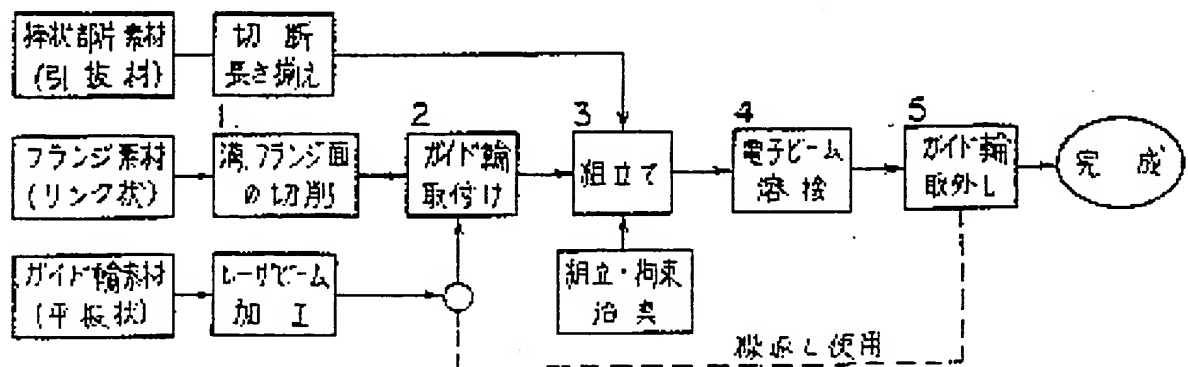 棒状部片素材
(引抜材)
切断
長さ揃え
1.
2
3
4
5
フランジ素材
(リング状)
溝,フランジ面
の切削
ガイド輪
取付け
組立て
電子ビーム
溶接
ガイド輪
取外し
完成
ガイド輪素材
(平板状)
レーザビーム
加工
組立・拘束
治具
繰返し使用